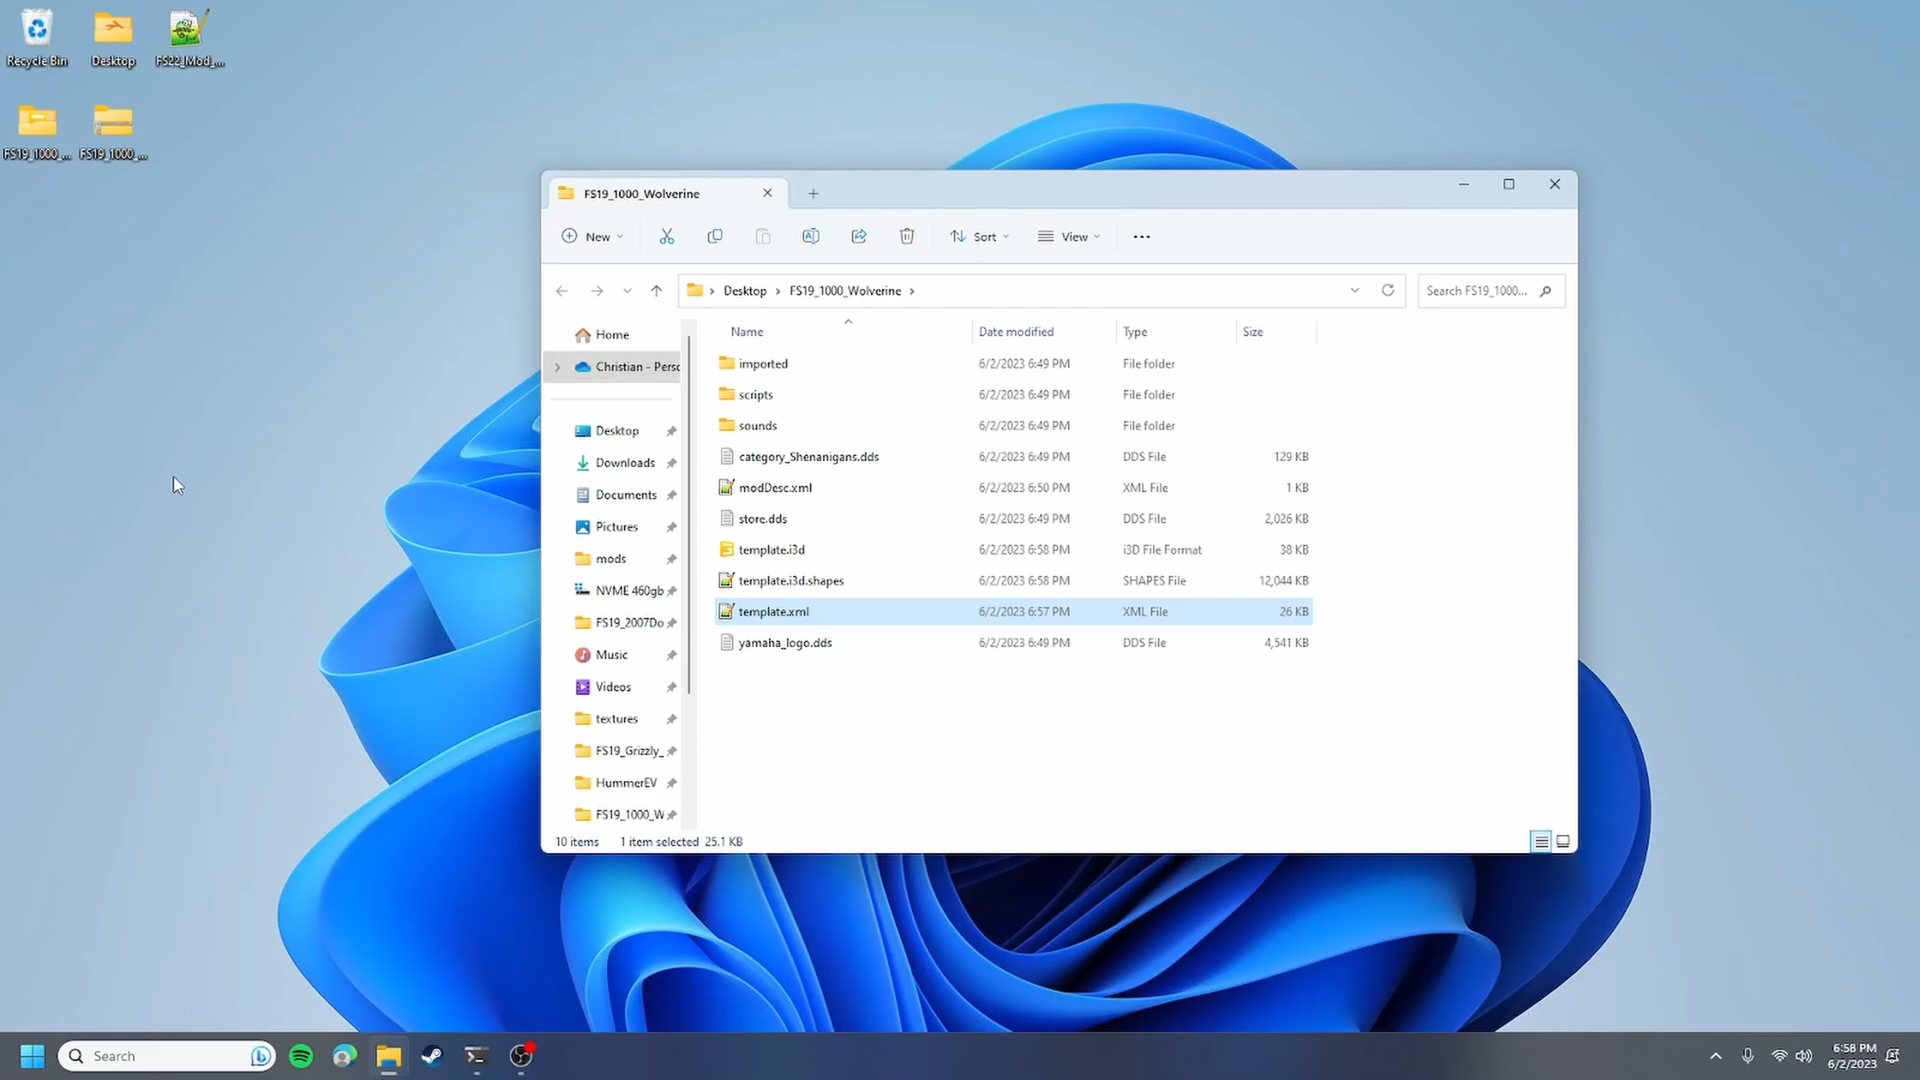 Recycle Bin
Desktop
FS22_Mod_...
FS19_1000_...
FS19_1000_...
FS19_1000_Wolverine
New
Sort
View
Desktop
FS19_1000_Wolverine
Search FS19_1000...
Name
Date modified
Type
Size
Home
Christian - Persc
Desktop
Downloads
Documents
Pictures
mods
NVME 460gb
FS19_2007Do
Music
Videos
textures
FS19_Grizzly_
HummerEV
FS19_1000_W
imported 6/2/2023 6:49 PM File folder
scripts 6/2/2023 6:49 PM File folder
sounds 6/2/2023 6:49 PM File folder
category_Shenanigans.dds 6/2/2023 6:49 PM DDS File 129 KB
modDesc.xml 6/2/2023 6:50 PM XML File 1 KB
store.dds 6/2/2023 6:49 PM DDS File 2,026 KB
template.i3d 6/2/2023 6:58 PM i3D File Format 38 KB
template.i3d.shapes 6/2/2023 6:58 PM SHAPES File 12,044 KB
template.xml 6/2/2023 6:57 PM XML File 26 KB
yamaha_logo.dds 6/2/2023 6:49 PM DDS File 4,541 KB
10 items 1 item selected 25.1 KB
Search
6:58 PM
6/2/2023